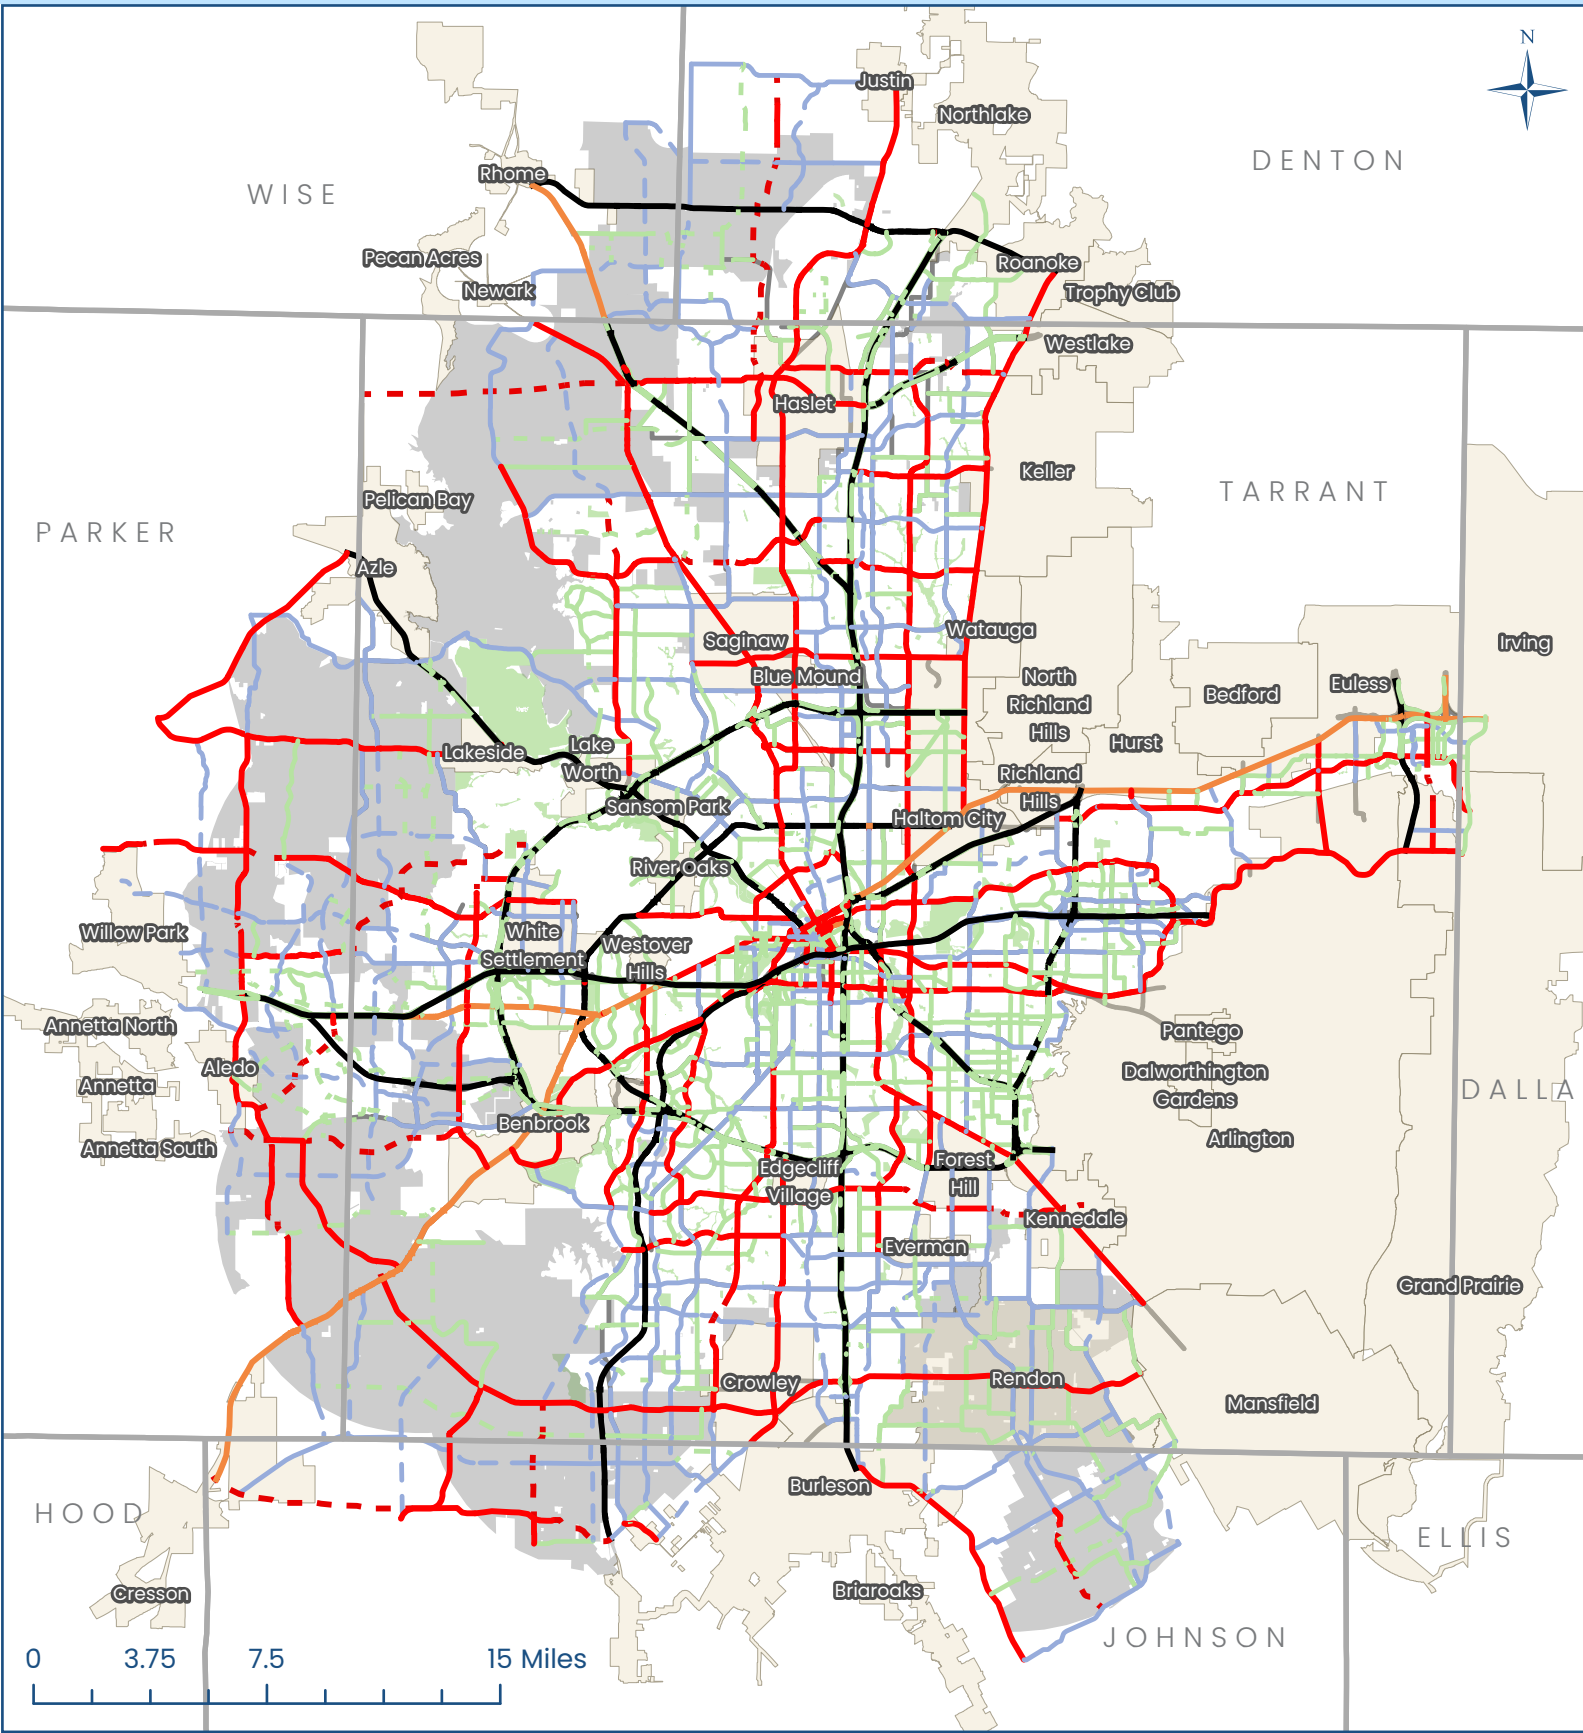 N
Justin
Northlake
DENTON
WISE
Rhome
Pecan Acres
Newark
Roanoke
Trophy Club
Westlake
Haslet
Keller
TARRANT
Pelican Bay
PARKER
Azle
Saginaw
Watauga
Irving
Blue Mound
North
Richland
Hills
Bedford
Euless
Hurst
Lakeside
Lake
Worth
Richland
Hills
Sansom Park
Haltom City
River Oaks
Willow Park
White
Settlement
Westover
Hills
Annetta North
Pantego
Aledo
Annetta
Dalworthington
Gardens
DALLA
Benbrook
Arlington
Annetta South
Edgecliff
Village
Forest
Hill
Kennedale
Everman
Grand Prairie
Crowley
Rendon
Mansfield
Burleson
HOOD
ELLIS
Cresson
Briaroaks
JOHNSON
0 3.75 7.5 15 Miles